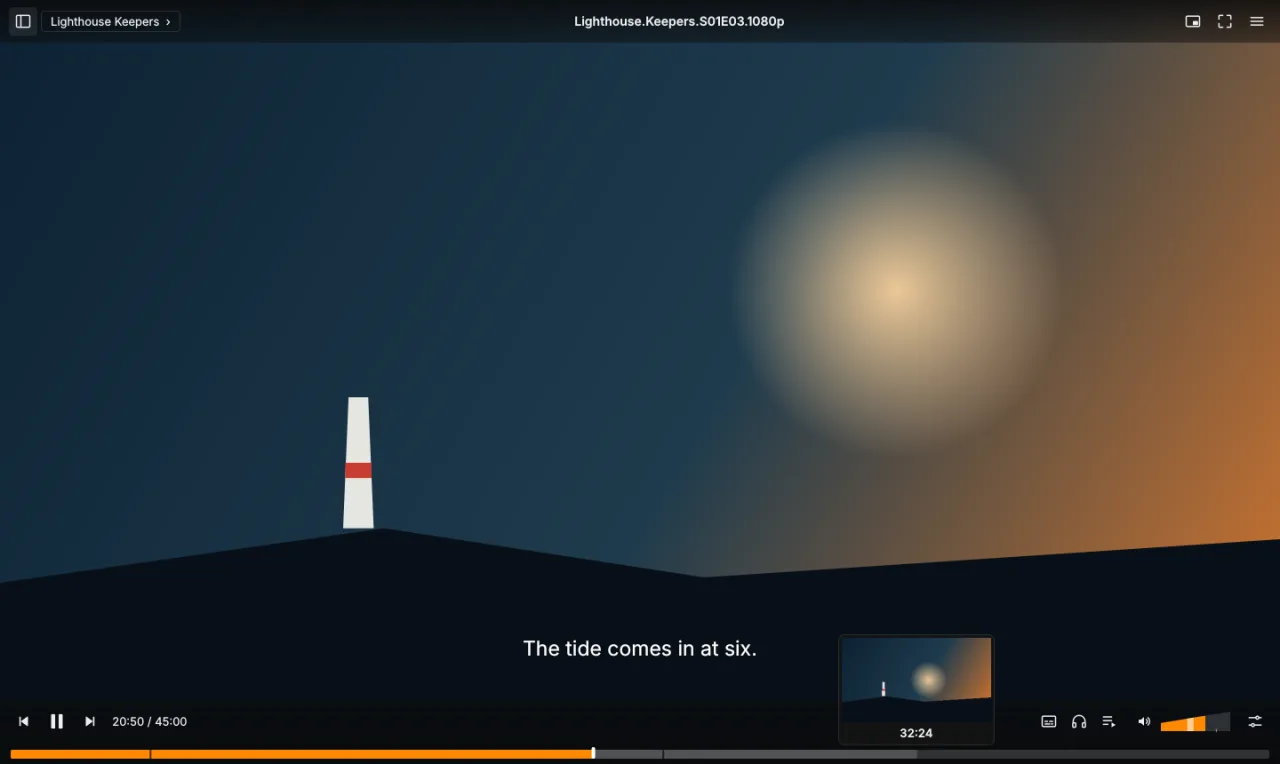 Lighthouse Keepers ›
Lighthouse.Keepers.S01E03.1080p
The tide comes in at six.
32:24
20:50 / 45:00